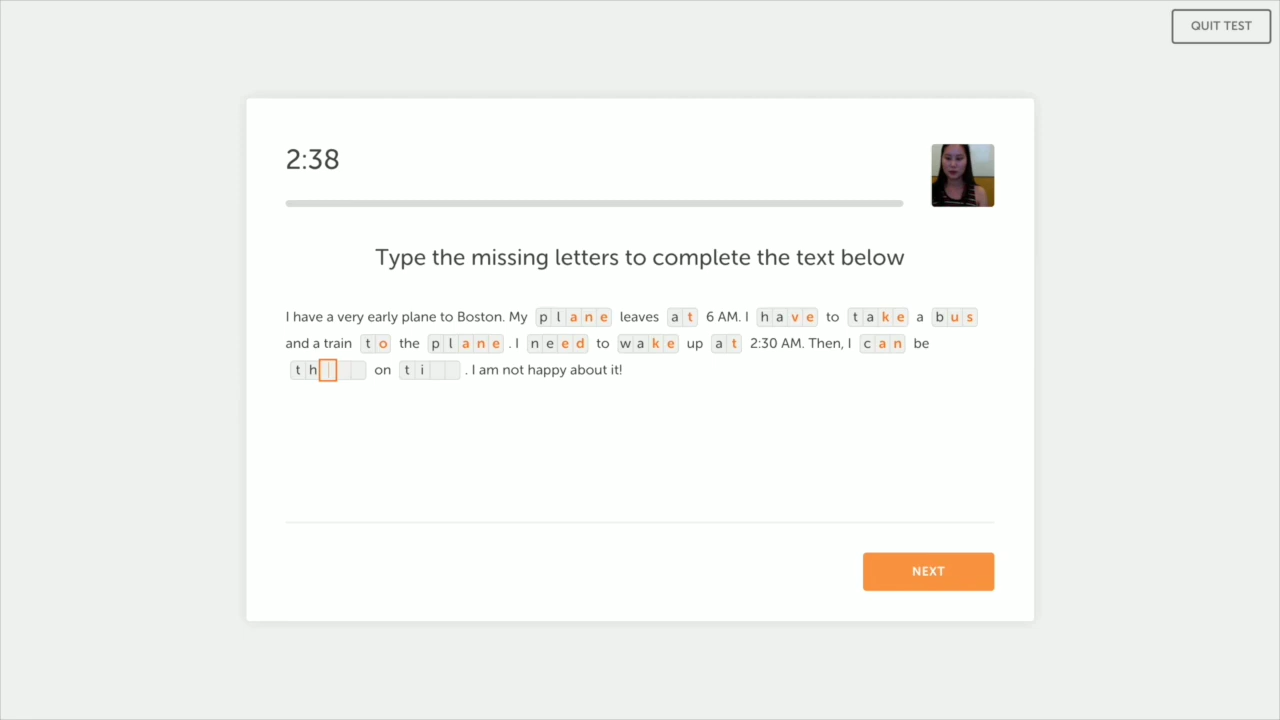 QUIT TEST
2:38
Type the missing letters to complete the text below
I have a very early plane to Boston. My plane leaves at 6 AM. I have to take a bus
and a train to the plane . I need to wake up at 2:30 AM. Then, I can be
th on ti . I am not happy about it!
NEXT